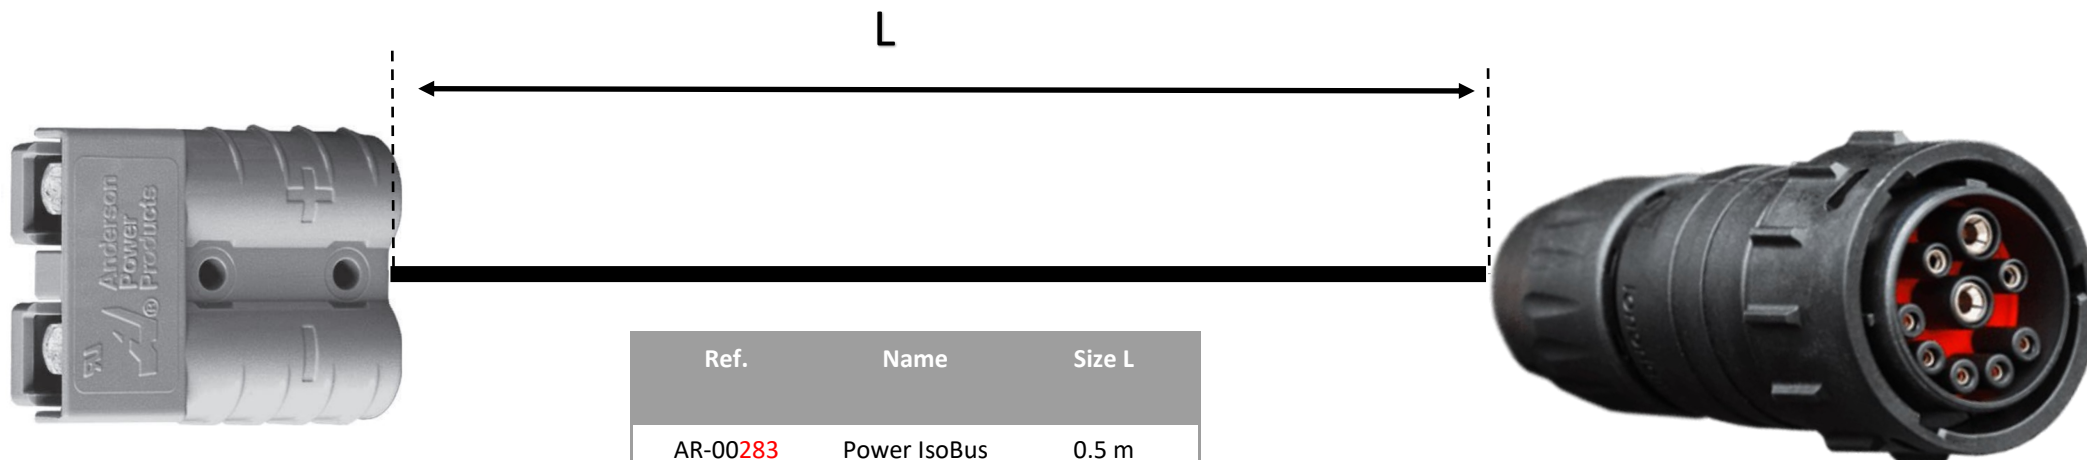 L
+
Anderson
Power
Products
®
−
Ref. Name Size L
AR-00283 Power IsoBus 0.5 m